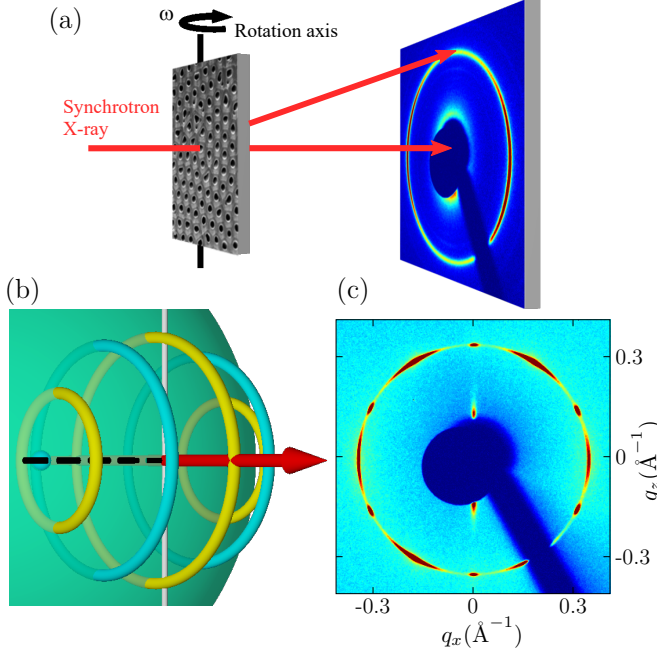 (a)
ω
Rotation axis
Synchrotron
X-ray
(b)
(c)
0.3
0
-0.3
q_z(Å⁻¹)
-0.3
0
0.3
q_x(Å⁻¹)